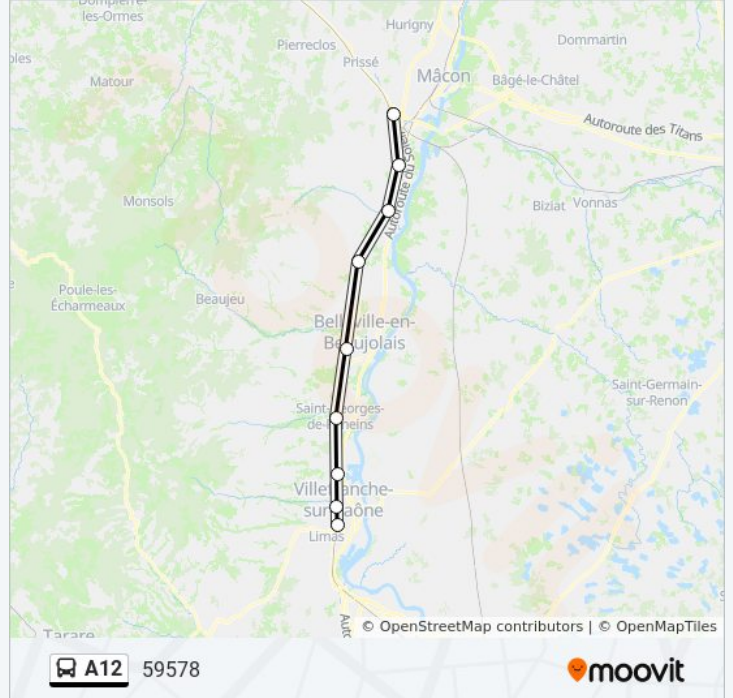 Dompierre-
les-Ormes
Hurigny
Pierreclos
Dommartin
Prissé
Mâcon
Bâgé-le-Châtel
Matour
Autoroute des Titans
Autoroute du Soleil
Monsols
Biziat
Vonnas
Poule-les-
Écharmeaux
Beaujeu
Belleville-en-
Beaujolais
Saint-Germain-
sur-Renon
Saint-Georges-
de-Reneins
Villefranche-
sur-Saône
Limas
Tarare
© OpenStreetMap contributors | © OpenMapTiles
A12 59578
moovit